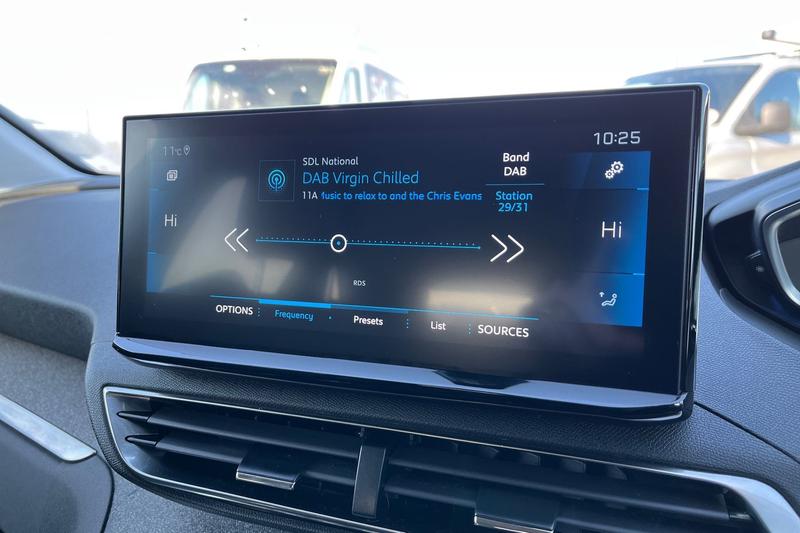 11°C
10:25
SDL National
DAB Virgin Chilled
11A fusic to relax to and the Chris Evans
Band
DAB
Station
29/31
Hi
Hi
RDS
OPTIONS
Frequency
Presets
List
SOURCES